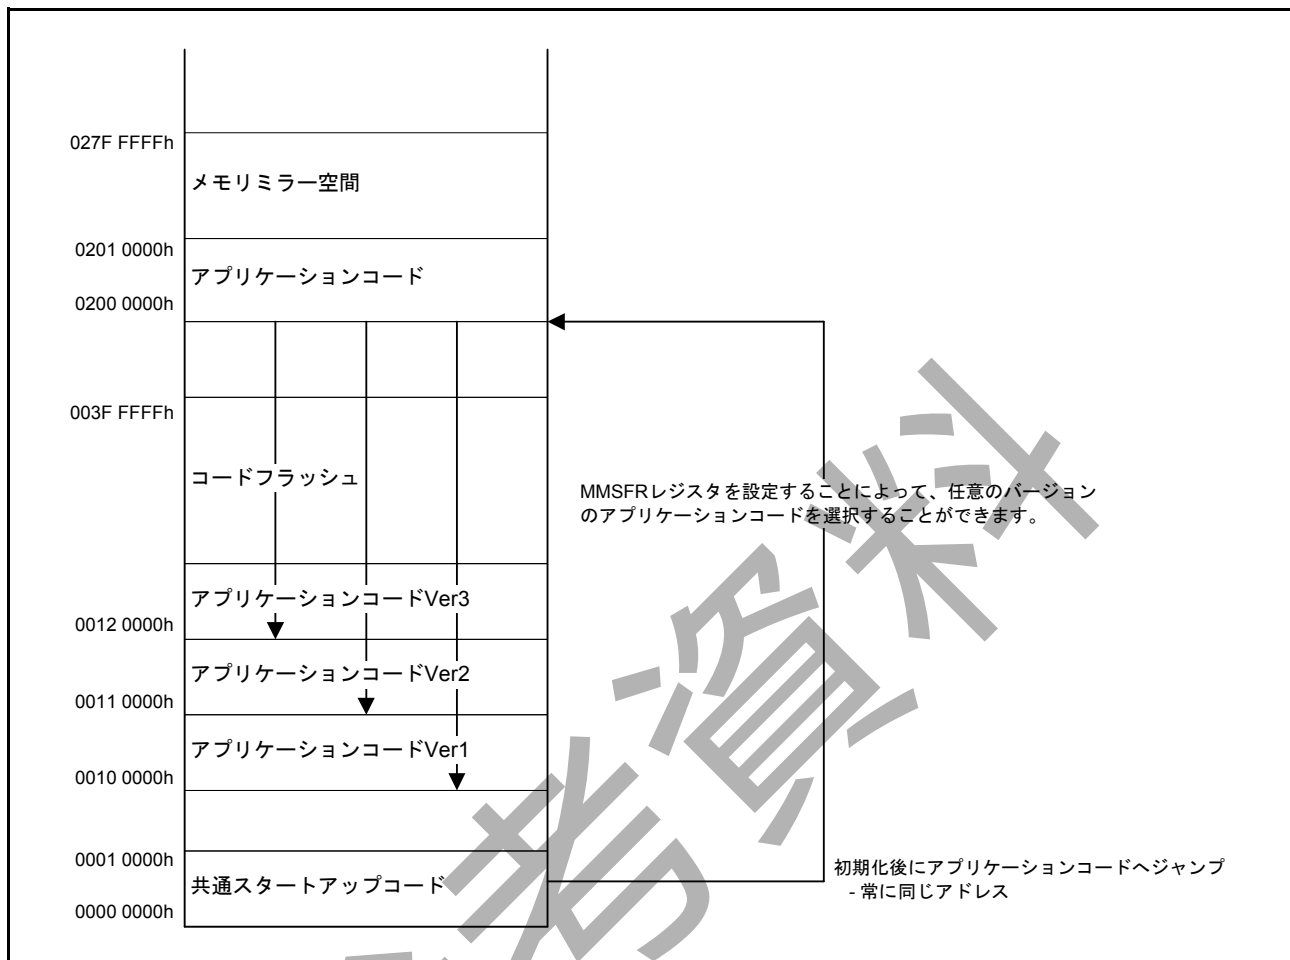 027F FFFFh
メモリミラー空間
0201 0000h
アプリケーションコード
0200 0000h
003F FFFFh
コードフラッシュ
MMSFRレジスタを設定することによって、任意のバージョン
のアプリケーションコードを選択することができます。
アプリケーションコードVer3
0012 0000h
アプリケーションコードVer2
0011 0000h
アプリケーションコードVer1
0010 0000h
0001 0000h
初期化後にアプリケーションコードへジャンプ
- 常に同じアドレス
共通スタートアップコード
0000 0000h
考資料